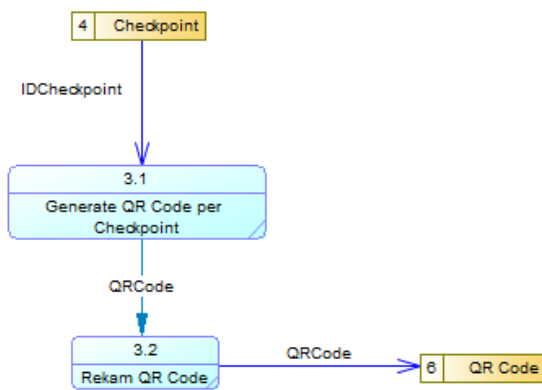 4 Checkpoint
IDCheckpoint
3.1
Generate QR Code per
Checkpoint
QRCode
3.2
Rekam QR Code
QRCode
6 QR Code